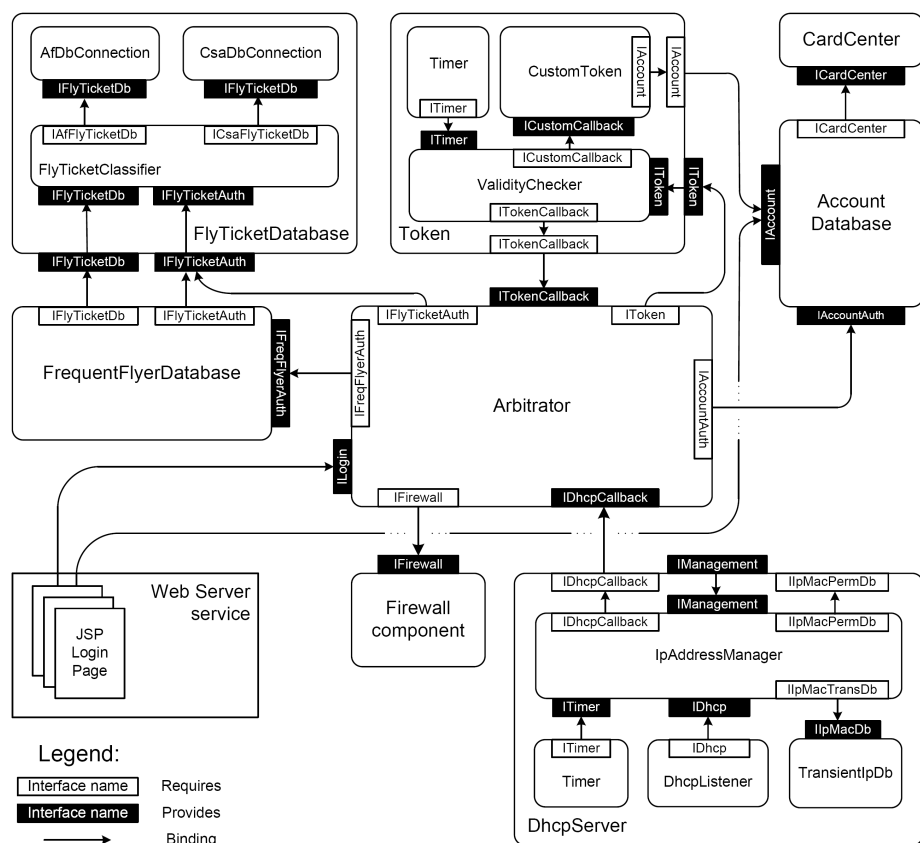 AfDbConnection
IFlyTicketDb
CsaDbConnection
IFlyTicketDb
IAfFlyTicketDb
ICsaFlyTicketDb
FlyTicketClassifier
IFlyTicketDb
IFlyTicketAuth
FlyTicketDatabase
IFlyTicketDb
IFlyTicketAuth
Timer
ITimer
ITimer
CustomToken
IAccount
IAccount
ICustomCallback
ICustomCallback
ValidityChecker
IToken
IToken
ITokenCallback
Token
ITokenCallback
CardCenter
ICardCenter
ICardCenter
Account
Database
IAccount
IAccountAuth
IFlyTicketDb
IFlyTicketAuth
FrequentFlyerDatabase
IFreqFlyerAuth
ITokenCallback
IFlyTicketAuth
IToken
IFreqFlyerAuth
Arbitrator
IAccountAuth
ILogin
IFirewall
IDhcpCallback
IFirewall
Firewall
component
Web Server
service
JSP
Login
Page
IDhcpCallback
IManagement
IIpMacPermDb
IDhcpCallback
IManagement
IIpMacPermDb
IpAddressManager
IIpMacTransDb
ITimer
IDhcp
IIpMacDb
ITimer
Timer
IDhcp
DhcpListener
TransientIpDb
DhcpServer
Legend:
Interface name
Requires
Interface name
Provides
Binding